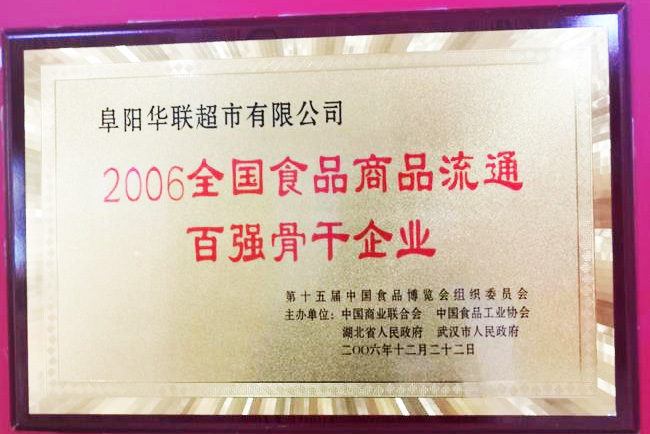 阜阳华联超市有限公司
2006全国食品商品流通
百强骨干企业
第十五届中国食品博览会组织委员会
主办单位：中国商业联合会 中国食品工业协会
湖北省人民政府 武汉市人民政府
二〇〇六年十二月二十二日